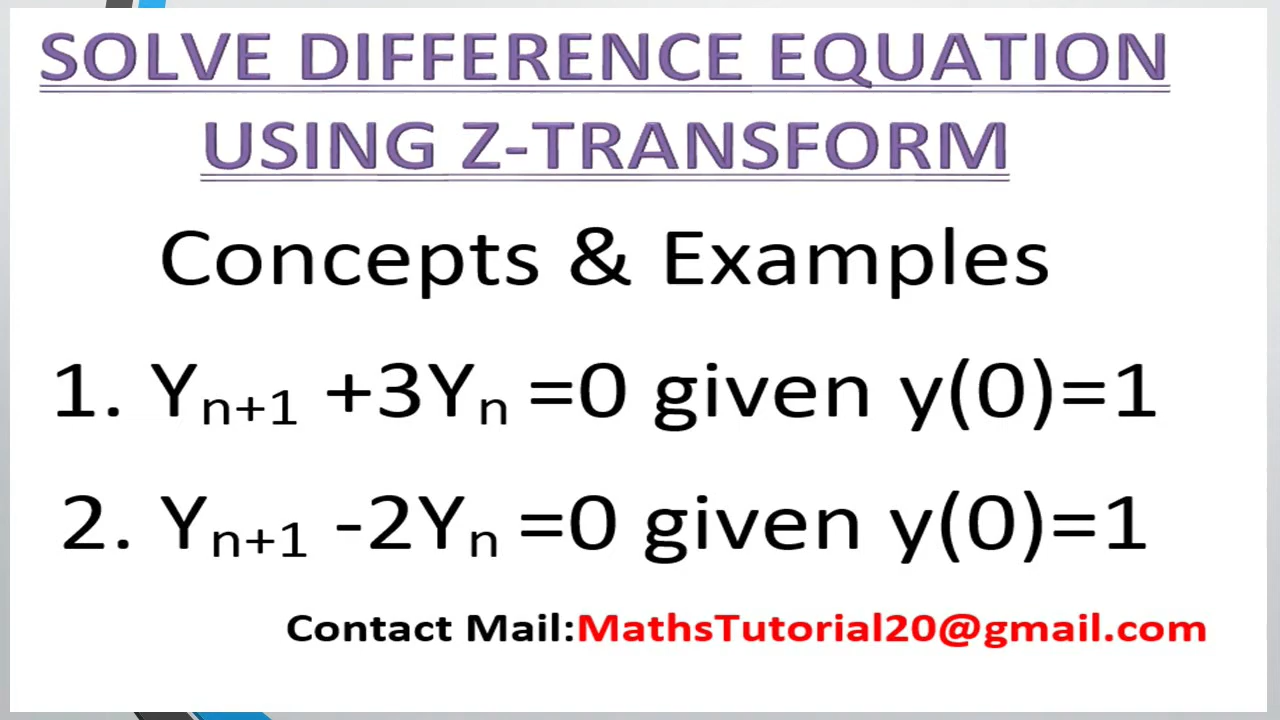 SOLVE DIFFERENCE EQUATION
USING Z-TRANSFORM
Concepts & Examples
1. Yn+1 +3Yn =0 given y(0)=1
2. Yn+1 -2Yn =0 given y(0)=1
Contact Mail:MathsTutorial20@gmail.com